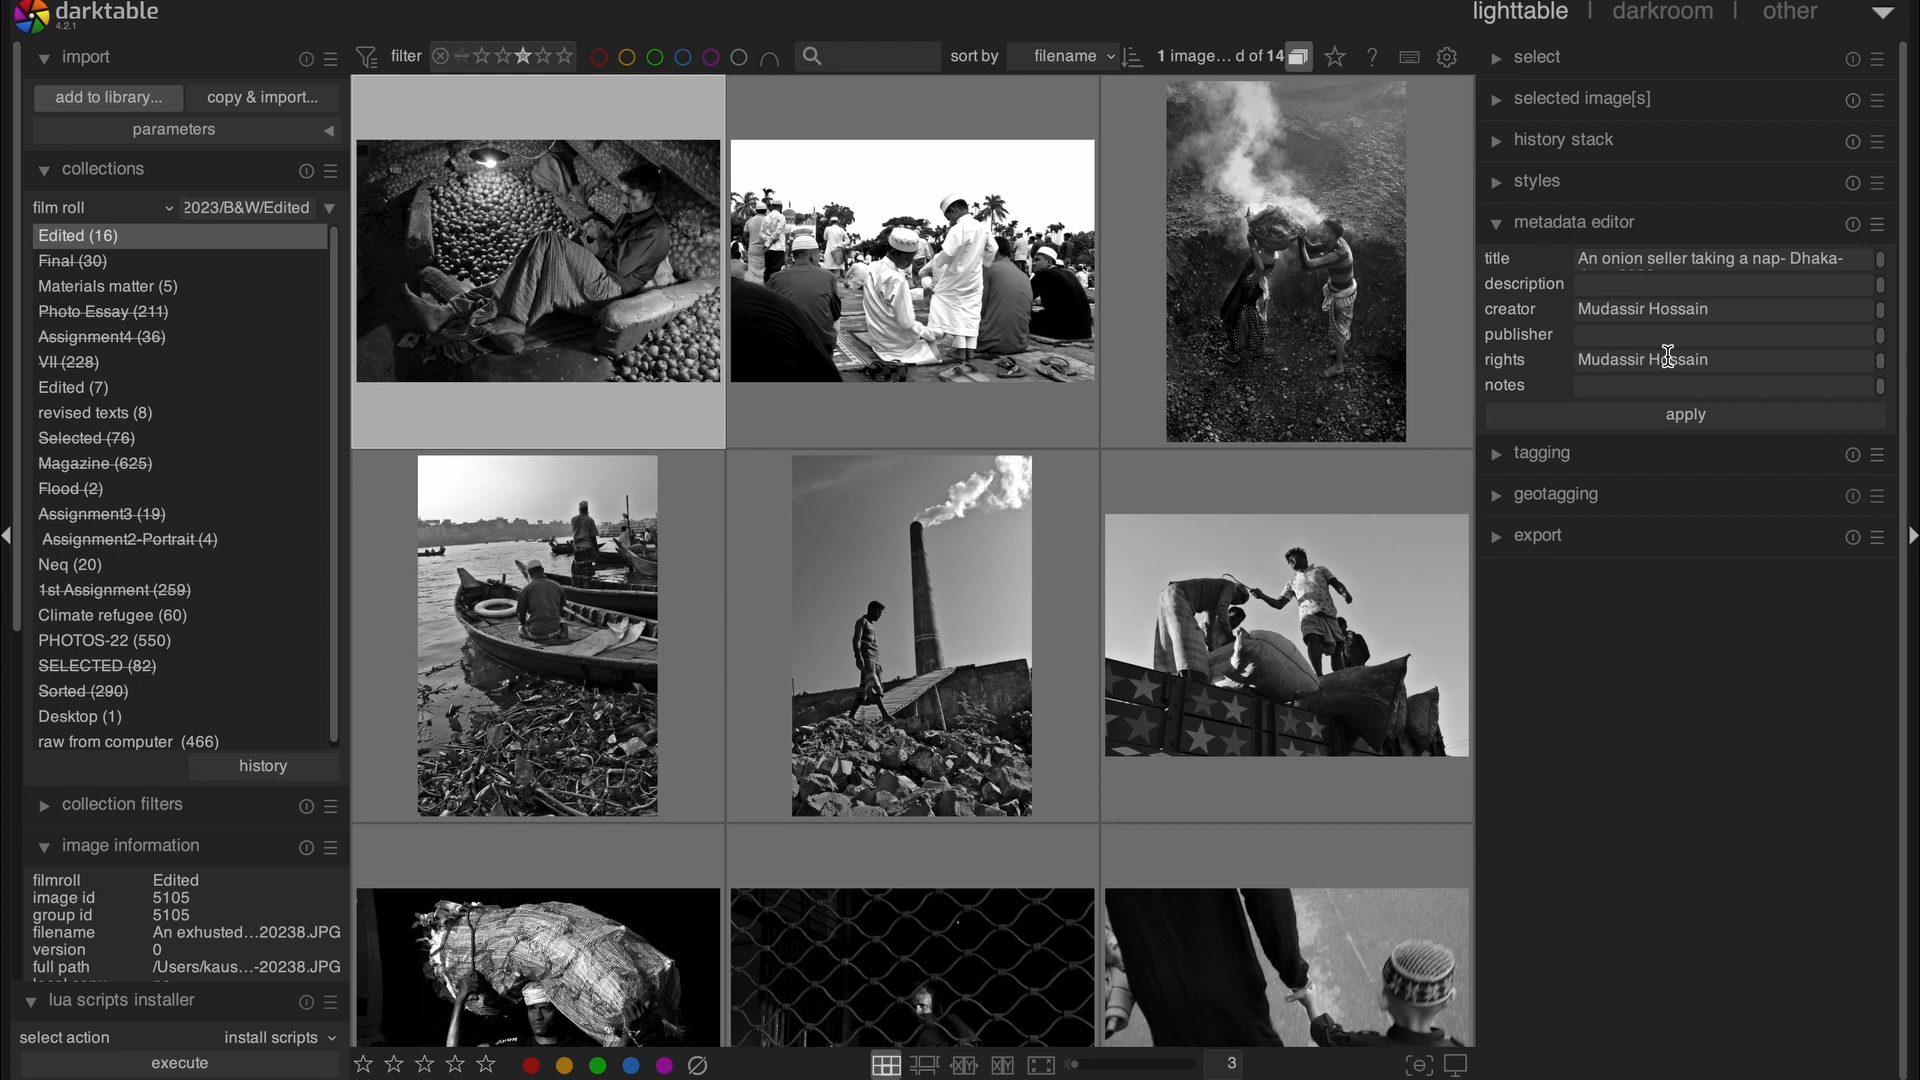 darktable
4.2.1
lighttable | darkroom | other
import
filter
sort by filename
1 image... d of 14
add to library...
copy & import...
parameters
collections
film roll
2023/B&W/Edited
Edited (16)
Final (30)
Materials matter (5)
Photo Essay (211)
Assignment4 (36)
VII (228)
Edited (7)
revised texts (8)
Selected (76)
Magazine (625)
Flood (2)
Assignment3 (19)
Assignment2-Portrait (4)
Neq (20)
1st Assignment (259)
Climate refugee (60)
PHOTOS-22 (550)
SELECTED (82)
Sorted (290)
Desktop (1)
raw from computer (466)
history
collection filters
image information
filmroll Edited
image id 5105
group id 5105
filename An exhusted...20238.JPG
version 0
full path /Users/kaus...-20238.JPG
lua scripts installer
select action install scripts
execute
3
select
selected image[s]
history stack
styles
metadata editor
title An onion seller taking a nap- Dhaka-
description
creator Mudassir Hossain
publisher
rights Mudassir Hossain
notes
apply
tagging
geotagging
export